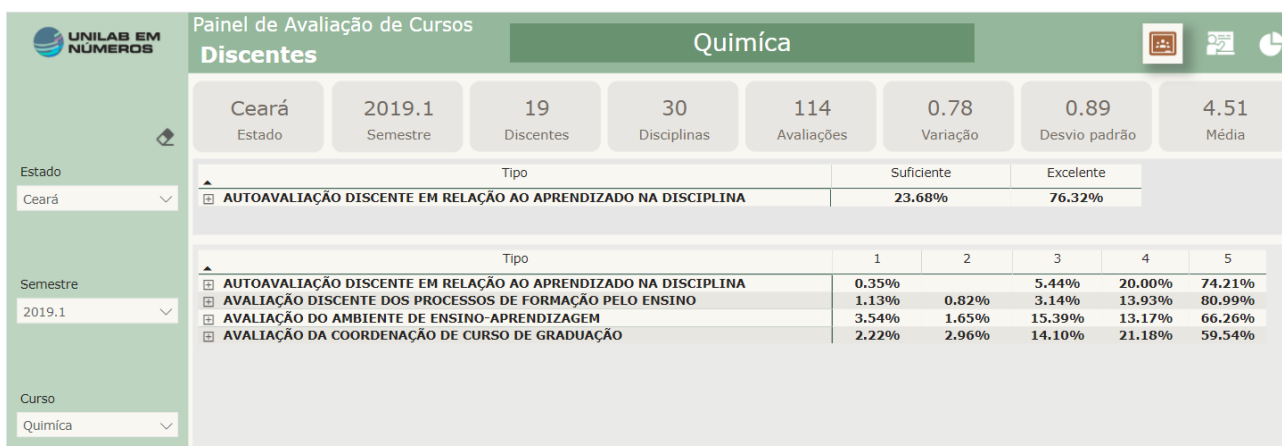 UNILAB EM
NÚMEROS
Painel de Avaliação de Cursos
Discentes
Quimíca
Ceará
Estado
2019.1
Semestre
19
Discentes
30
Disciplinas
114
Avaliações
0.78
Variação
0.89
Desvio padrão
4.51
Média
Estado
Ceará
Semestre
2019.1
Curso
Quimíca
Tipo Suficiente Excelente
AUTOAVALIAÇÃO DISCENTE EM RELAÇÃO AO APRENDIZADO NA DISCIPLINA 23.68% 76.32%
Tipo 1 2 3 4 5
AUTOAVALIAÇÃO DISCENTE EM RELAÇÃO AO APRENDIZADO NA DISCIPLINA 0.35% 5.44% 20.00% 74.21%
AVALIAÇÃO DISCENTE DOS PROCESSOS DE FORMAÇÃO PELO ENSINO 1.13% 0.82% 3.14% 13.93% 80.99%
AVALIAÇÃO DO AMBIENTE DE ENSINO-APRENDIZAGEM 3.54% 1.65% 15.39% 13.17% 66.26%
AVALIAÇÃO DA COORDENAÇÃO DE CURSO DE GRADUAÇÃO 2.22% 2.96% 14.10% 21.18% 59.54%